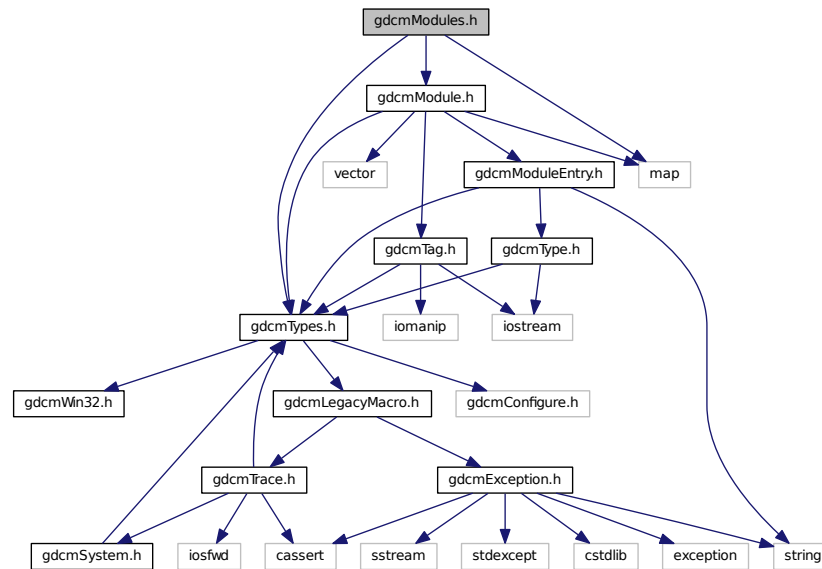 gdcmModules.h
gdcmModule.h
vector
gdcmModuleEntry.h
map
gdcmTag.h
gdcmType.h
gdcmTypes.h
iomanip
iostream
gdcmWin32.h
gdcmLegacyMacro.h
gdcmConfigure.h
gdcmTrace.h
gdcmException.h
gdcmSystem.h
iosfwd
cassert
sstream
stdexcept
cstdlib
exception
string